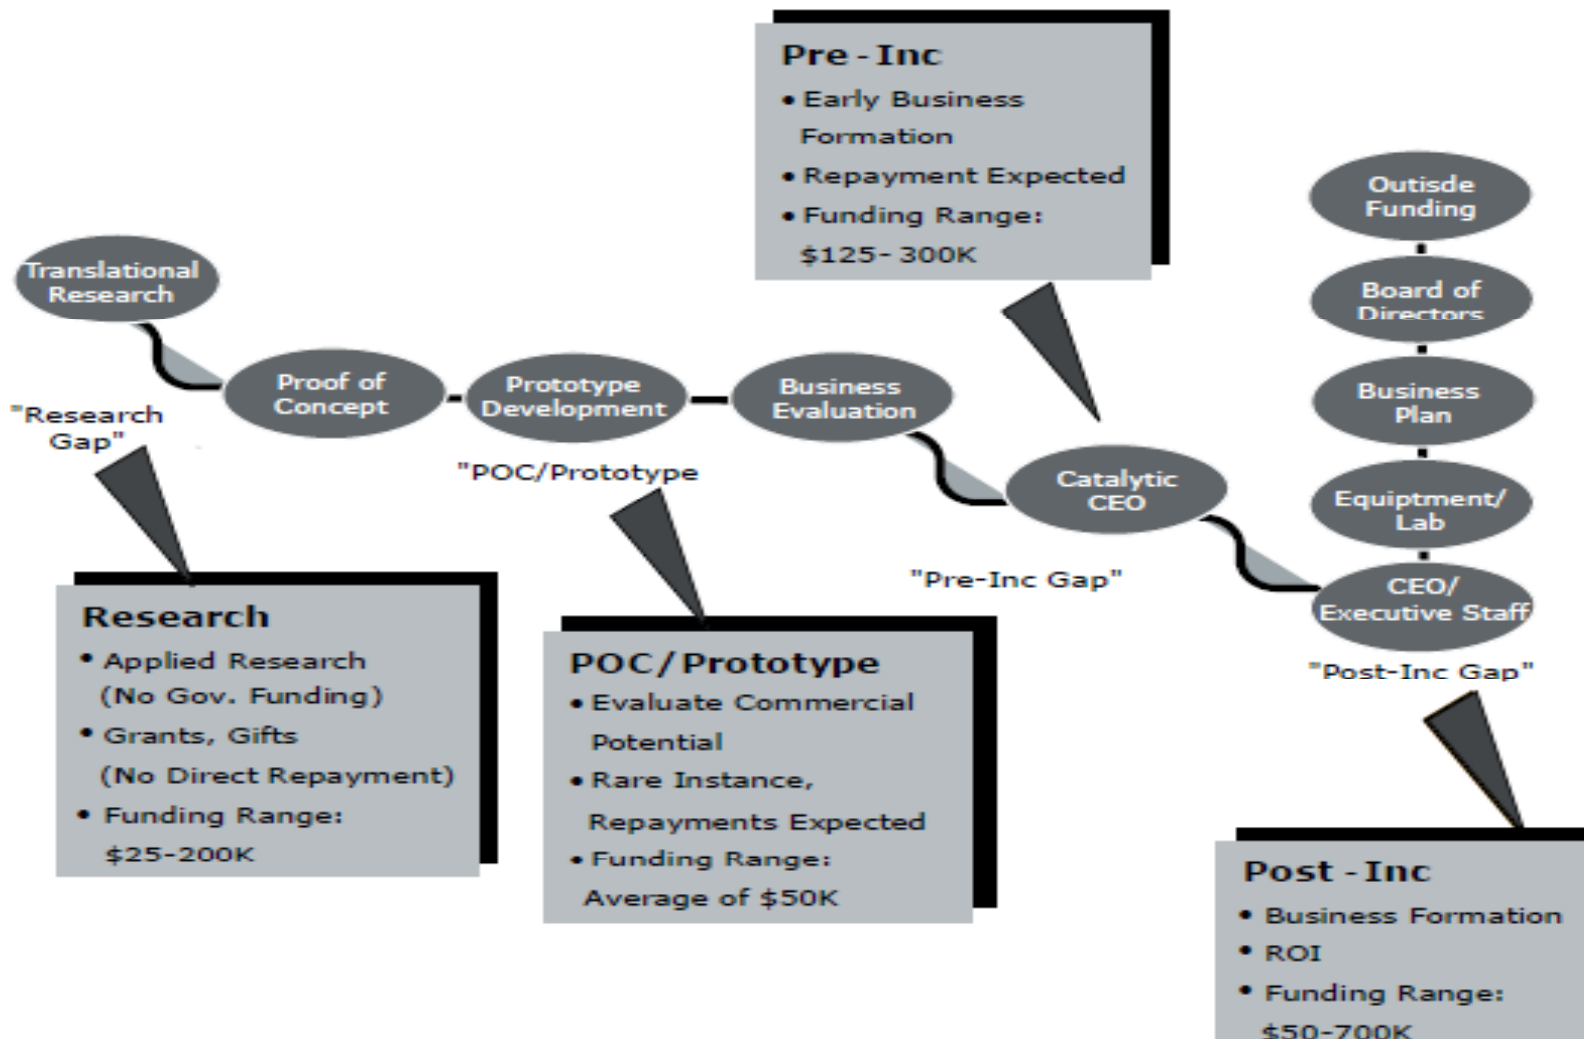 Pre - Inc
• Early Business
Formation
• Repayment Expected
• Funding Range:
$125- 300K
Outisde
Funding
Board of
Directors
Business
Plan
Equiptment/
Lab
CEO/
Executive Staff
"Post-Inc Gap"
Translational
Research
"Research
Gap"
Proof of
Concept
Prototype
Development
"POC/Prototype
Business
Evaluation
Catalytic
CEO
"Pre-Inc Gap"
Research
• Applied Research
(No Gov. Funding)
• Grants, Gifts
(No Direct Repayment)
• Funding Range:
$25-200K
POC/Prototype
• Evaluate Commercial
Potential
• Rare Instance,
Repayments Expected
• Funding Range:
Average of $50K
Post - Inc
• Business Formation
• ROI
• Funding Range:
$50-700K